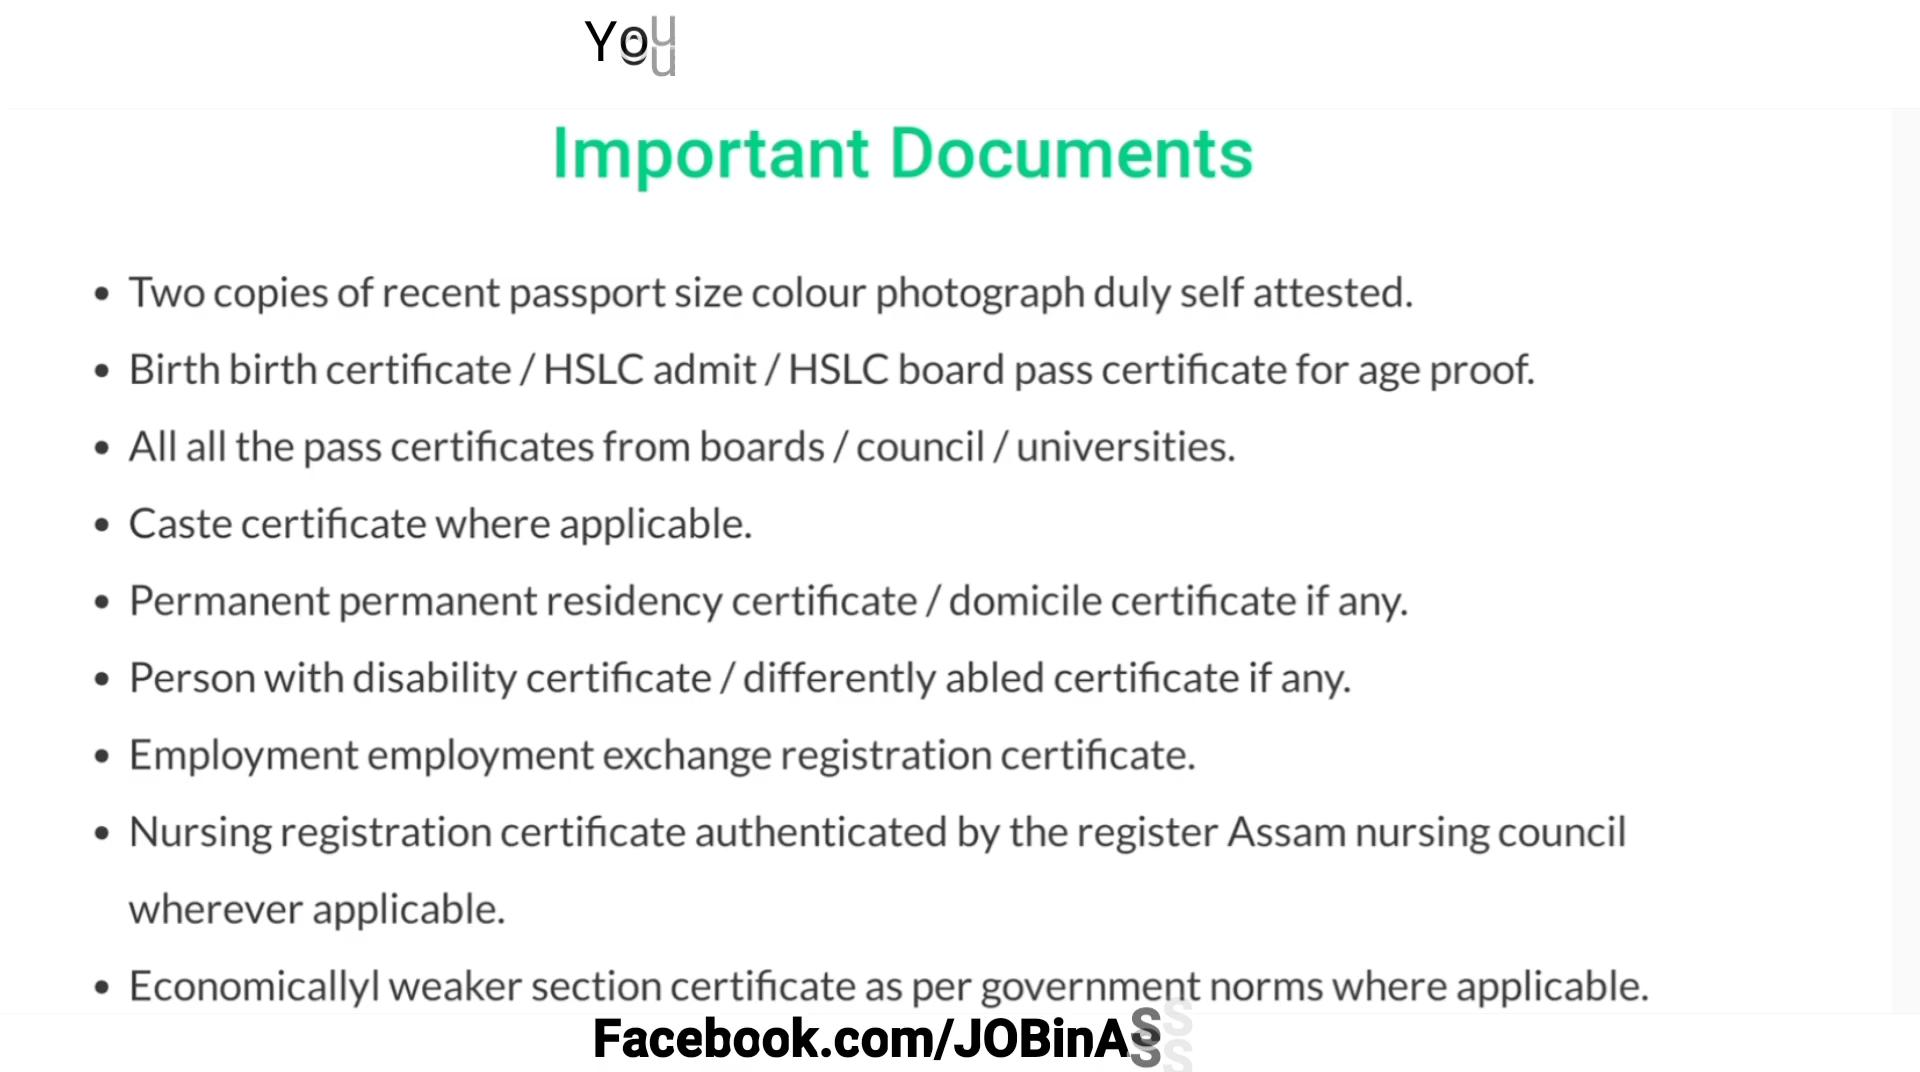 You
Important Documents
• Two copies of recent passport size colour photograph duly self attested.
• Birth birth certificate / HSLC admit / HSLC board pass certificate for age proof.
• All all the pass certificates from boards / council / universities.
• Caste certificate where applicable.
• Permanent permanent residency certificate / domicile certificate if any.
• Person with disability certificate / differently abled certificate if any.
• Employment employment exchange registration certificate.
• Nursing registration certificate authenticated by the register Assam nursing council
wherever applicable.
• Economicallyl weaker section certificate as per government norms where applicable.
Facebook.com/JOBinASS